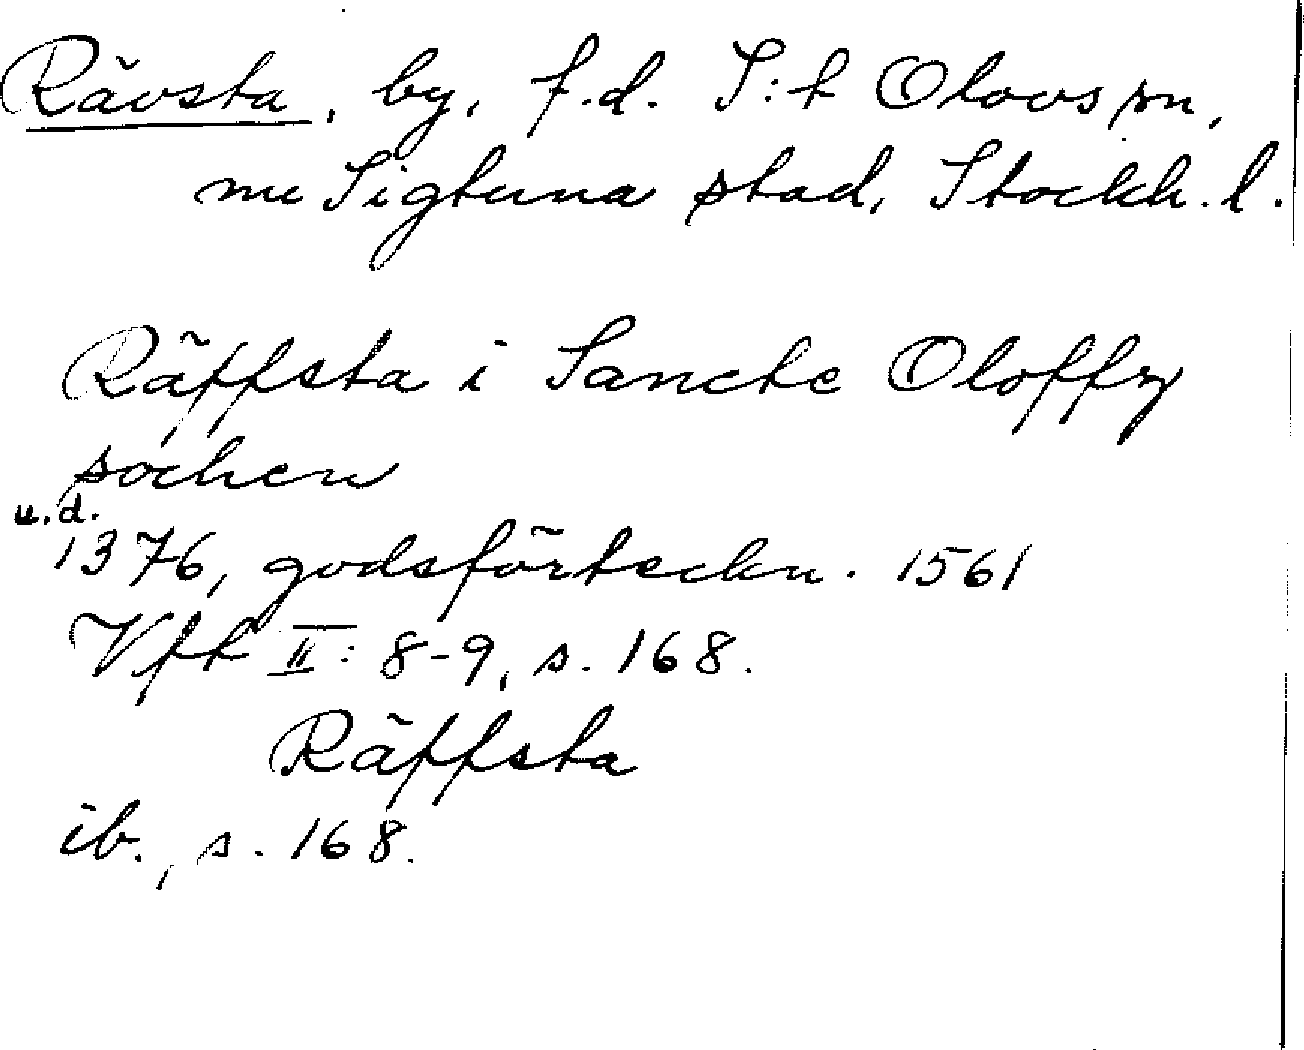 Rävsta, by, f.d. S:t Olovs sn,
nu Sigtuna stad, Stockh. l.
Räffsta i Sancte Oloffz
sochen
u.d.
1376, godsförteckn. 1561
Vfk II: 8-9, s. 168.
Räffsta
ib., s. 168.